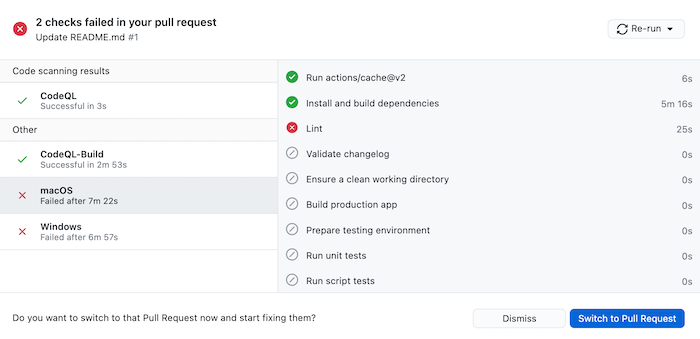 2 checks failed in your pull request
Update README.md #1
Re-run
Code scanning results
CodeQL
Successful in 3s
Other
CodeQL-Build
Successful in 2m 53s
macOS
Failed after 7m 22s
Windows
Failed after 6m 57s
Run actions/cache@v2 6s
Install and build dependencies 5m 16s
Lint 25s
Validate changelog 0s
Ensure a clean working directory 0s
Build production app 0s
Prepare testing environment 0s
Run unit tests 0s
Run script tests 0s
Do you want to switch to that Pull Request now and start fixing them?
Dismiss
Switch to Pull Request